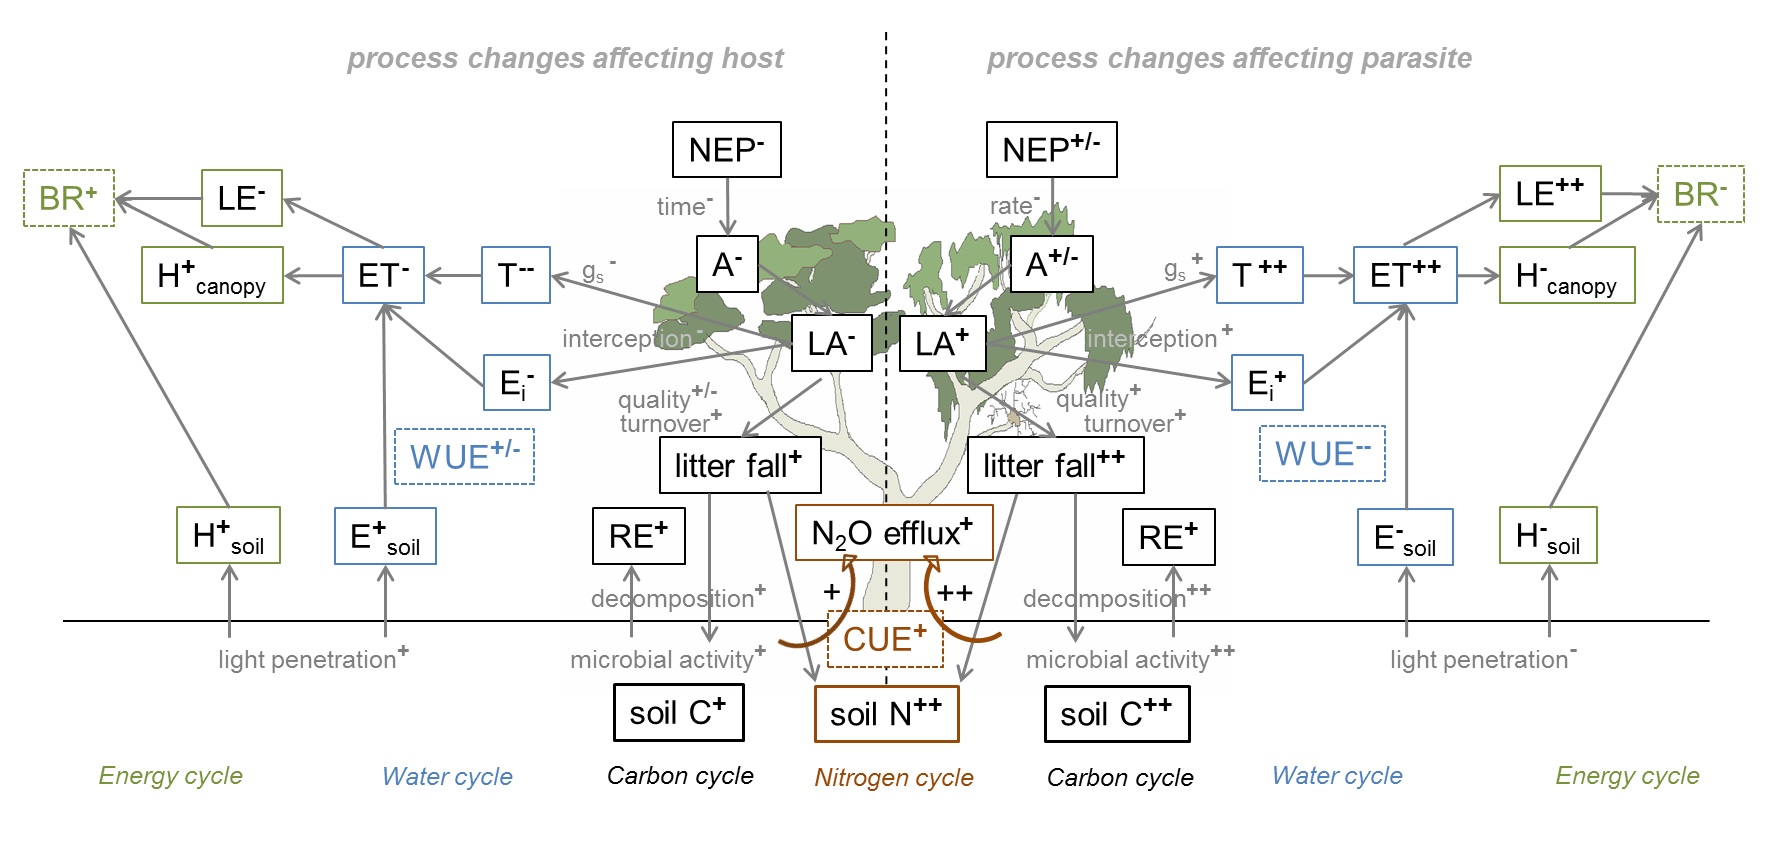 process changes affecting host
process changes affecting parasite
NEP-
NEP+/-
BR+
LE-
time-
rate-
LE++
BR-
H+canopy
ET-
T--
gs-
A-
A+/-
gs+
T++
ET++
H-canopy
interception-
LA-
LA+
interception+
Ei-
Ei+
quality+/-
turnover+
quality+
turnover+
WUE+/-
litter fall+
litter fall++
WUE--
H+soil
E+soil
RE+
N2O efflux+
RE+
E-soil
H-soil
decomposition+
+
++
decomposition++
CUE+
light penetration+
microbial activity+
microbial activity++
light penetration-
soil C+
soil N++
soil C++
Energy cycle
Water cycle
Carbon cycle
Nitrogen cycle
Carbon cycle
Water cycle
Energy cycle